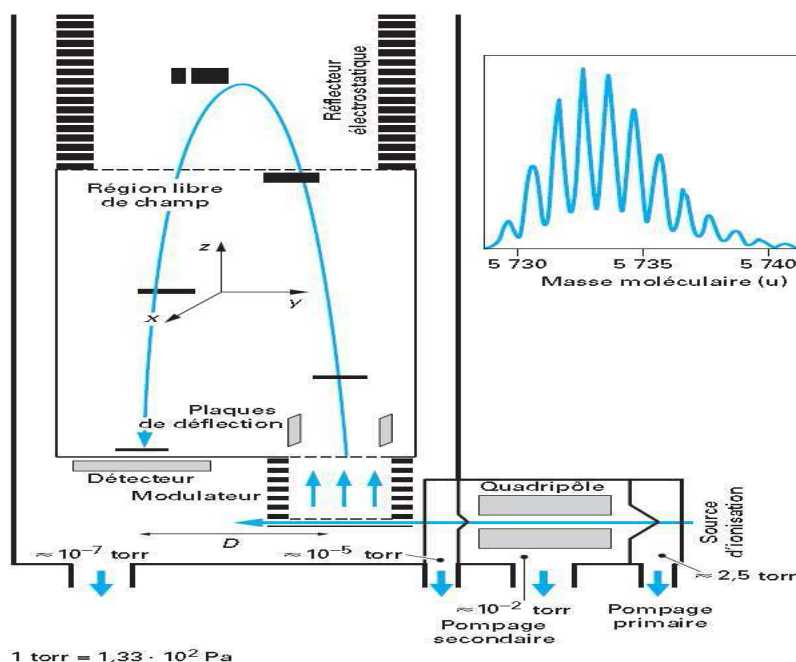 Réflecteur
électrostatique
Région libre
de champ
z
y
x
Plaques
de déflection
Détecteur
Modulateur
D
5 730
5 735
5 740
Masse moléculaire (u)
Quadripôle
Source
d'ionisation
≈ 10⁻⁷ torr
≈ 10⁻⁵ torr
≈ 10⁻² torr
≈ 2,5 torr
Pompage
secondaire
Pompage
primaire
1 torr = 1,33 · 10² Pa